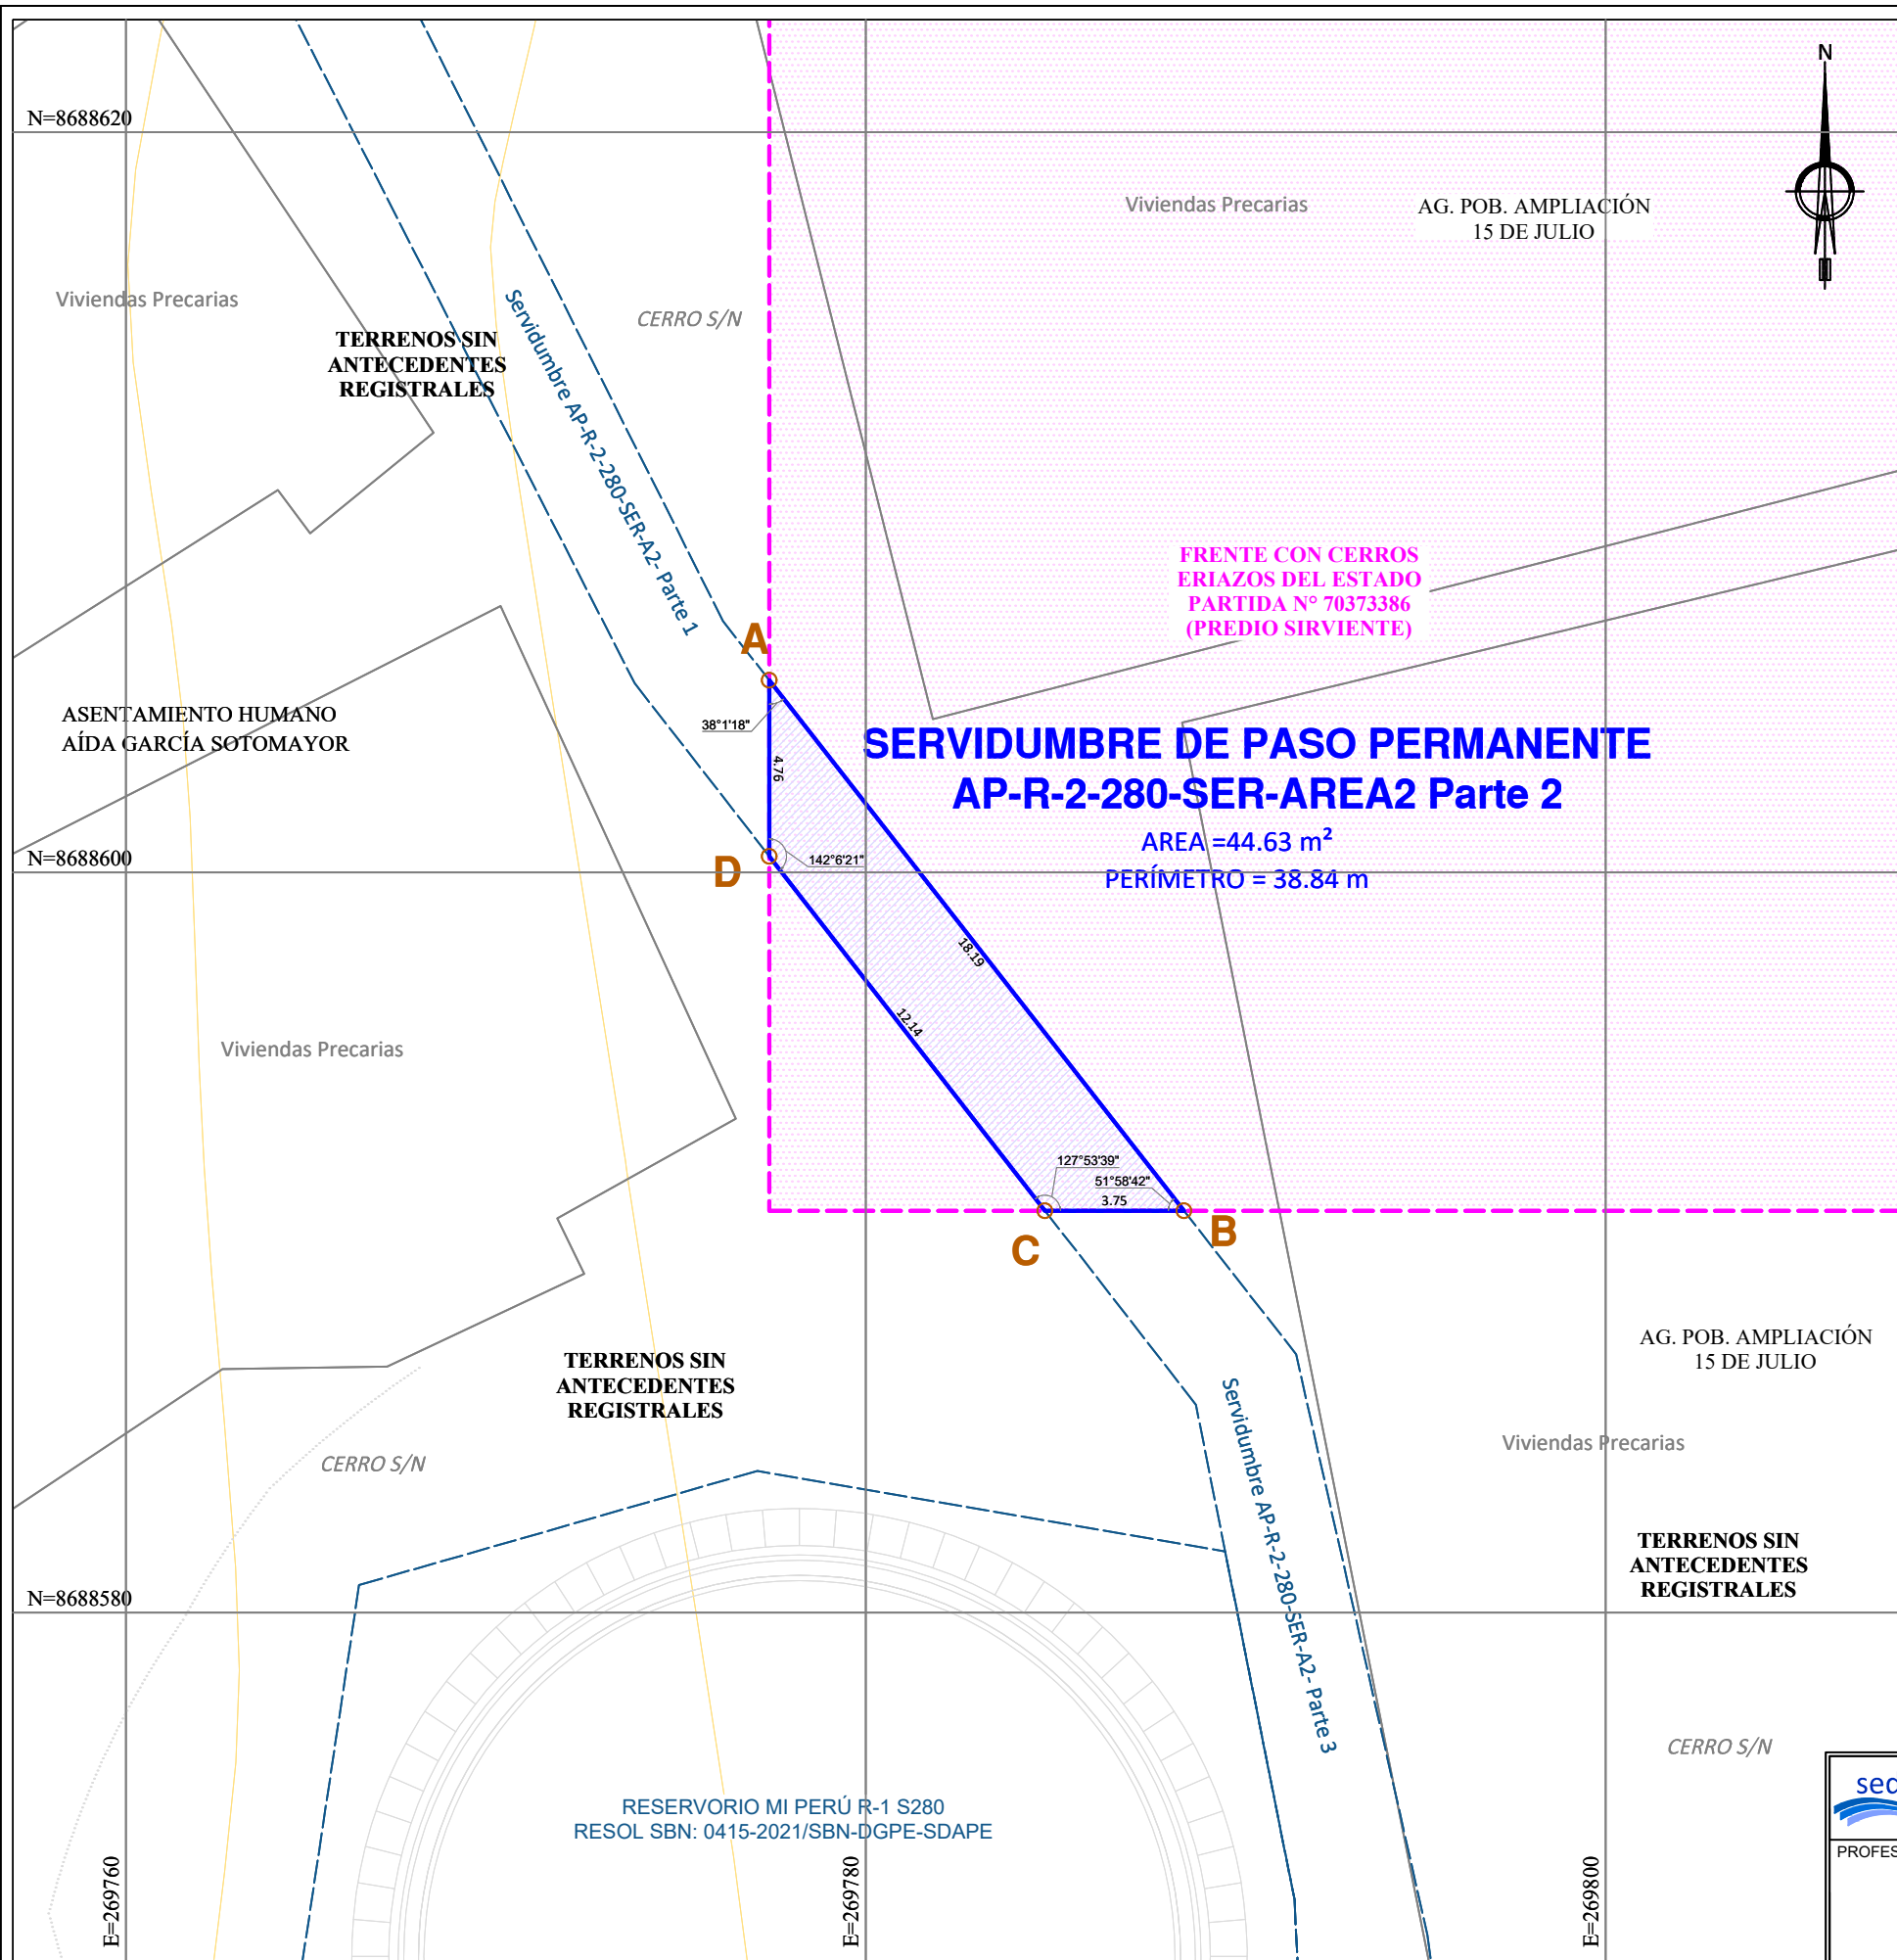 N
N=8688620
Viviendas Precarias
AG. POB. AMPLIACIÓN
15 DE JULIO
Viviendas Precarias
CERRO S/N
TERRENOS SIN
ANTECEDENTES
REGISTRALES
Servidumbre AP-R-2-280-SER-A2- Parte 1
FRENTE CON CERROS
ERIAZOS DEL ESTADO
PARTIDA N° 70373386
(PREDIO SIRVIENTE)
A
ASENTAMIENTO HUMANO
AÍDA GARCÍA SOTOMAYOR
38°1'18"
4.76
SERVIDUMBRE DE PASO PERMANENTE
AP-R-2-280-SER-AREA2 Parte 2
AREA =44.63 m²
PERÍMETRO = 38.84 m
N=8688600
D
142°6'21"
18.19
12.14
Viviendas Precarias
127°53'39"
51°58'42"
3.75
C
B
TERRENOS SIN
ANTECEDENTES
REGISTRALES
AG. POB. AMPLIACIÓN
15 DE JULIO
Servidumbre AP-R-2-280-SER-A2- Parte 3
CERRO S/N
Viviendas Precarias
TERRENOS SIN
ANTECEDENTES
REGISTRALES
N=8688580
CERRO S/N
RESERVORIO MI PERÚ R-1 S280
RESOL SBN: 0415-2021/SBN-DGPE-SDAPE
E=269760
E=269780
E=269800